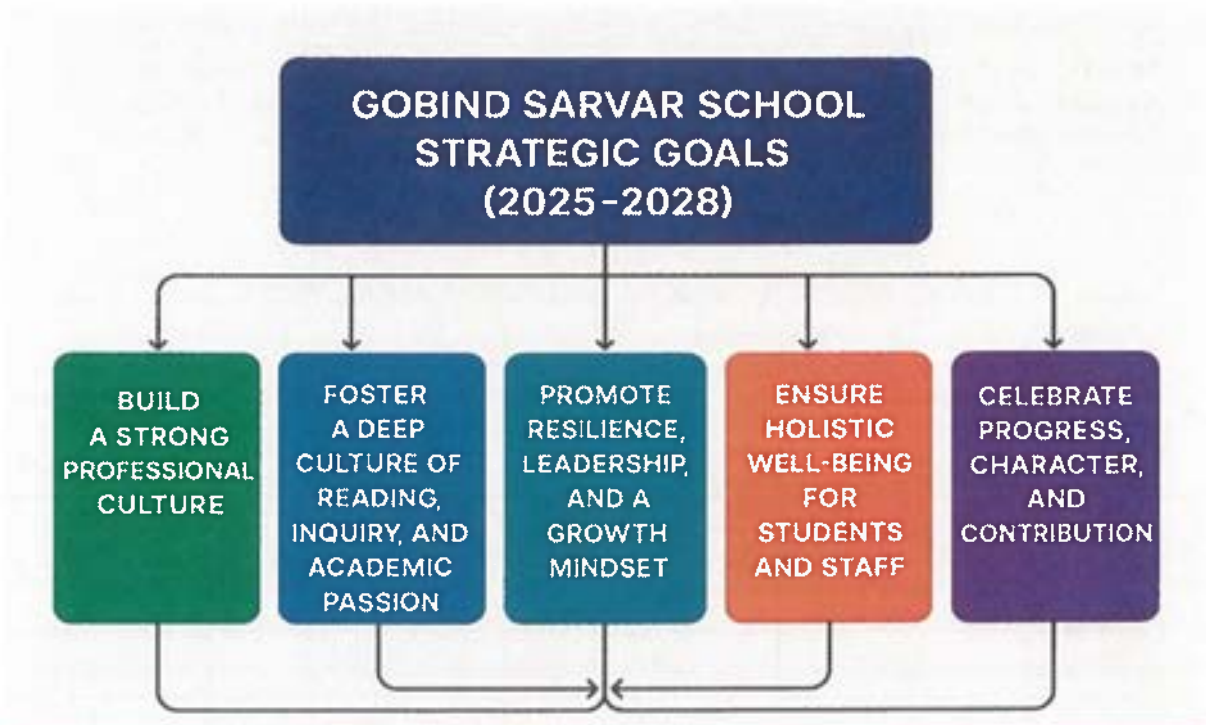 GOBIND SARVAR SCHOOL
STRATEGIC GOALS
(2025–2028)
BUILD
A STRONG
PROFESSIONAL
CULTURE
FOSTER
A DEEP
CULTURE OF
READING,
INQUIRY, AND
ACADEMIC
PASSION
PROMOTE
RESILIENCE,
LEADERSHIP,
AND A
GROWTH
MINDSET
ENSURE
HOLISTIC
WELL-BEING
FOR
STUDENTS
AND STAFF
CELEBRATE
PROGRESS,
CHARACTER,
AND
CONTRIBUTION